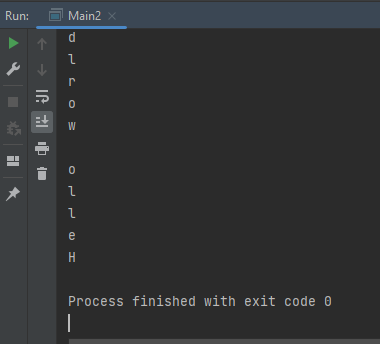 Run: Main2
d
l
r
o
w

o
l
l
e
H

Process finished with exit code 0